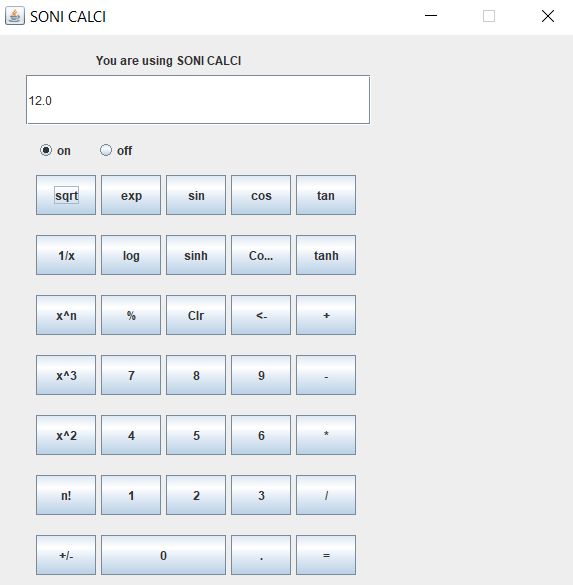 SONI CALCI
You are using SONI CALCI
12.0
on off
sqrt exp sin cos tan
1/x log sinh Co... tanh
x^n % Clr <- +
x^3 7 8 9 -
x^2 4 5 6 *
n! 1 2 3 /
+/- 0 . =